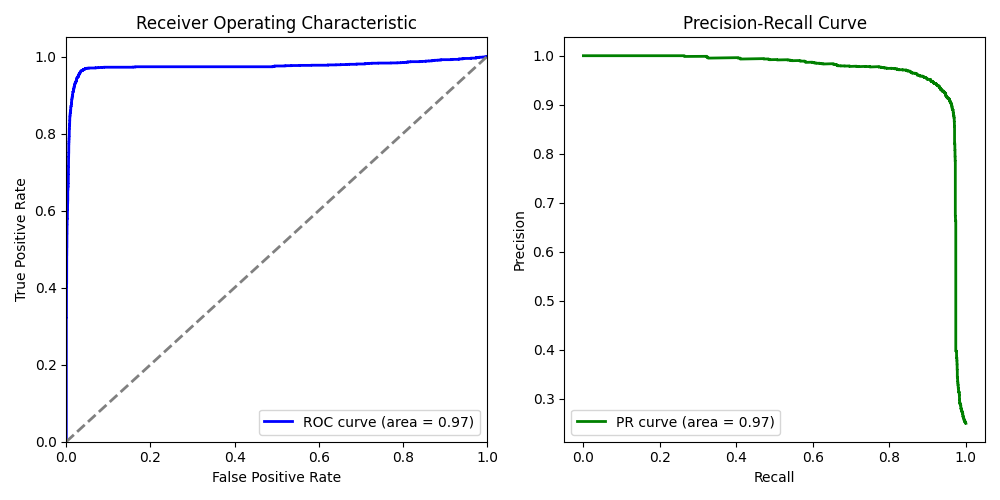 Receiver Operating Characteristic
1.0
0.8
0.6
0.4
0.2
0.0
True Positive Rate
0.0 0.2 0.4 0.6 0.8 1.0
False Positive Rate
ROC curve (area = 0.97)
Precision-Recall Curve
1.0
0.9
0.8
0.7
0.6
0.5
0.4
0.3
Precision
0.0 0.2 0.4 0.6 0.8 1.0
Recall
PR curve (area = 0.97)